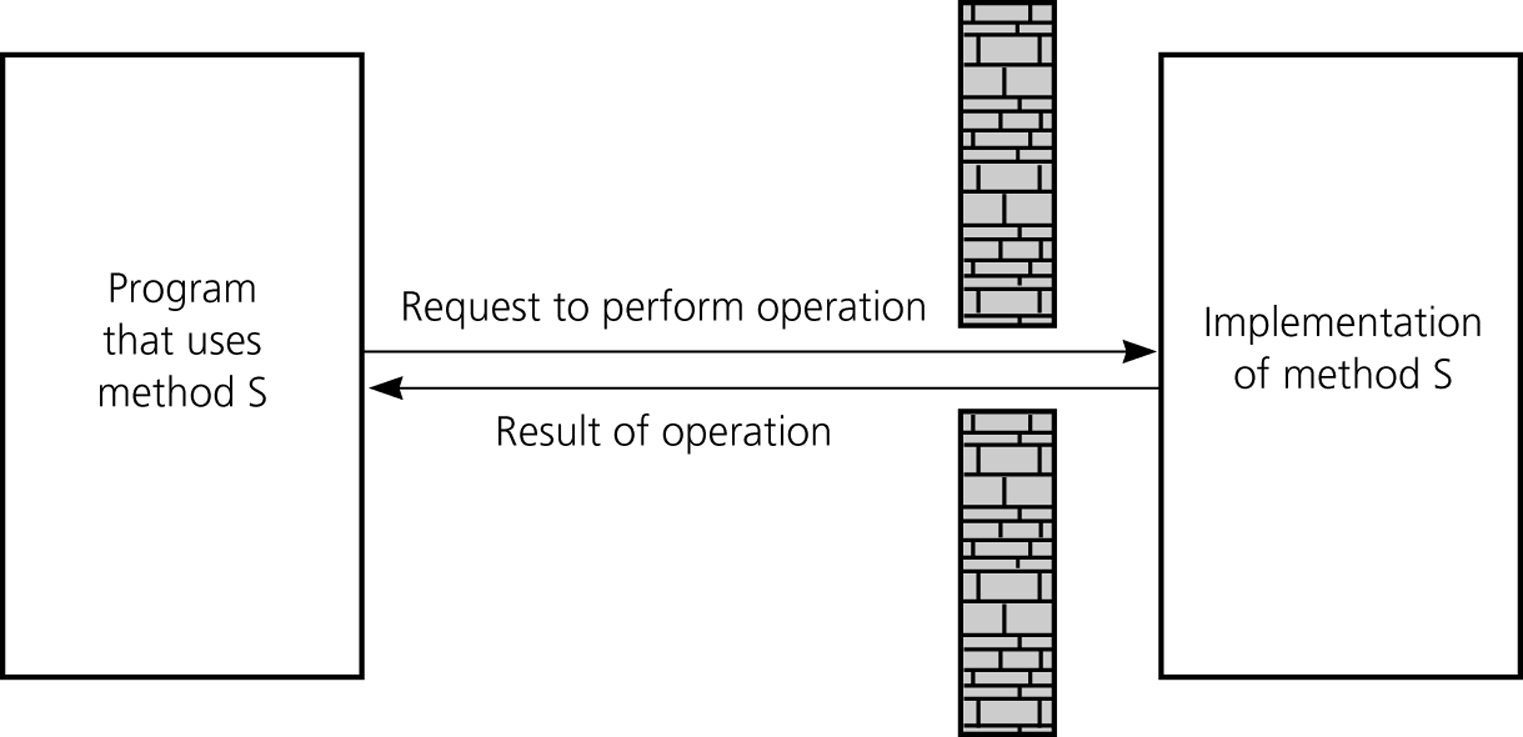 Program
that uses
method S
Request to perform operation
Result of operation
Implementation
of method S